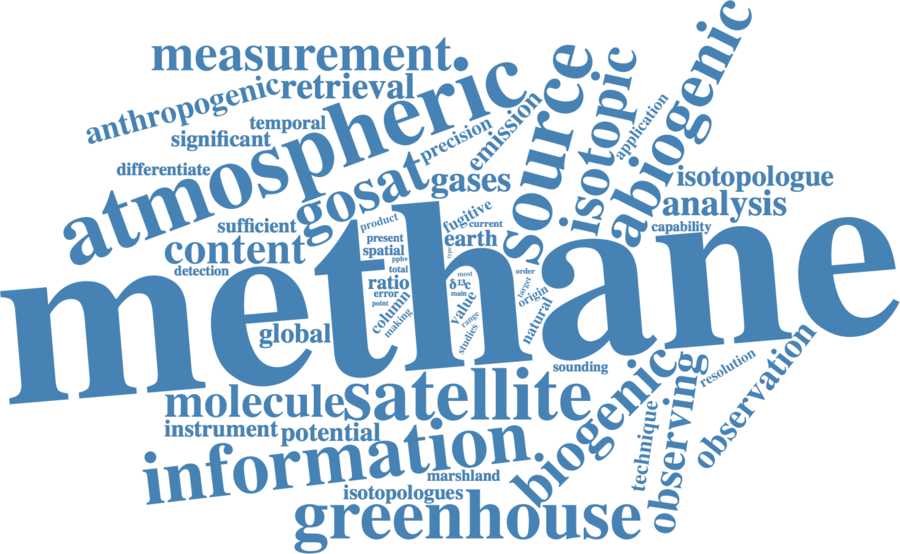 measurement
anthropogenic
retrieval
atmospheric
temporal
significant
differentiate
precision
emission
source
isotopic
application
abiogenic
gosat
gases
isotopologue
analysis
capability
sufficient
content
detection
product
present
spatial
ppbv
total
ratio
error
point
column
making
fugitive
current
earth
type
most
δ¹³c
main
value
range
studies
order
target
origin
natural
methane
global
sounding
molecule
satellite
instrument
potential
information
marshland
isotopologues
greenhouse
biogenic
technique
observing
resolution
observation